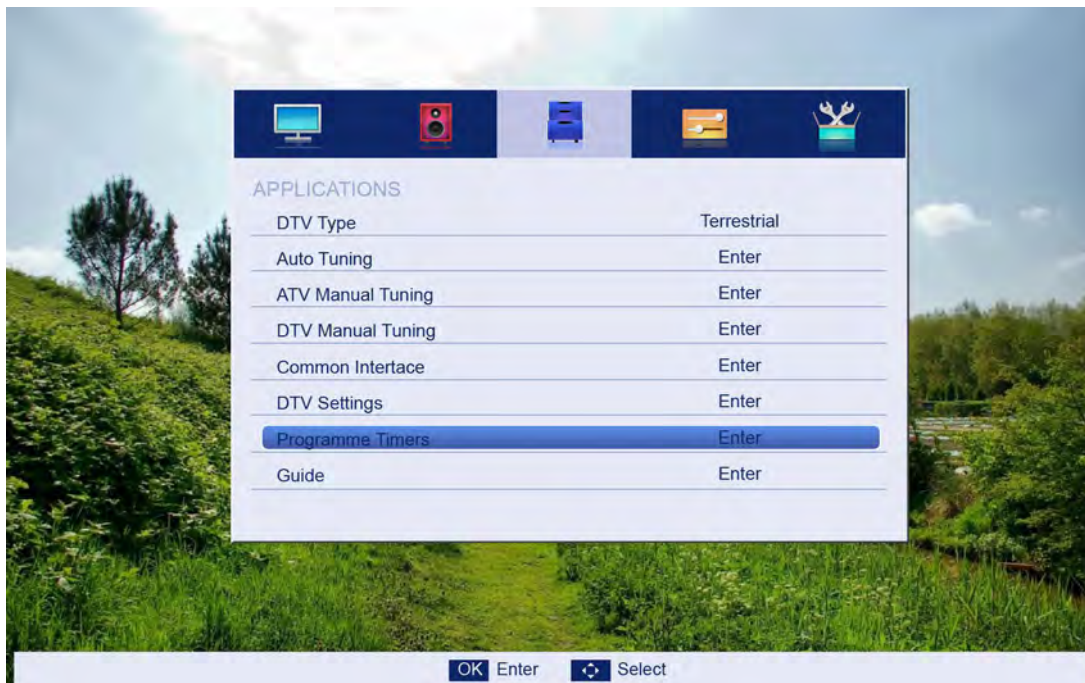 APPLICATIONS
DTV Type Terrestrial
Auto Tuning Enter
ATV Manual Tuning Enter
DTV Manual Tuning Enter
Common Intertace Enter
DTV Settings Enter
Programme Timers Enter
Guide Enter
OK Enter Select